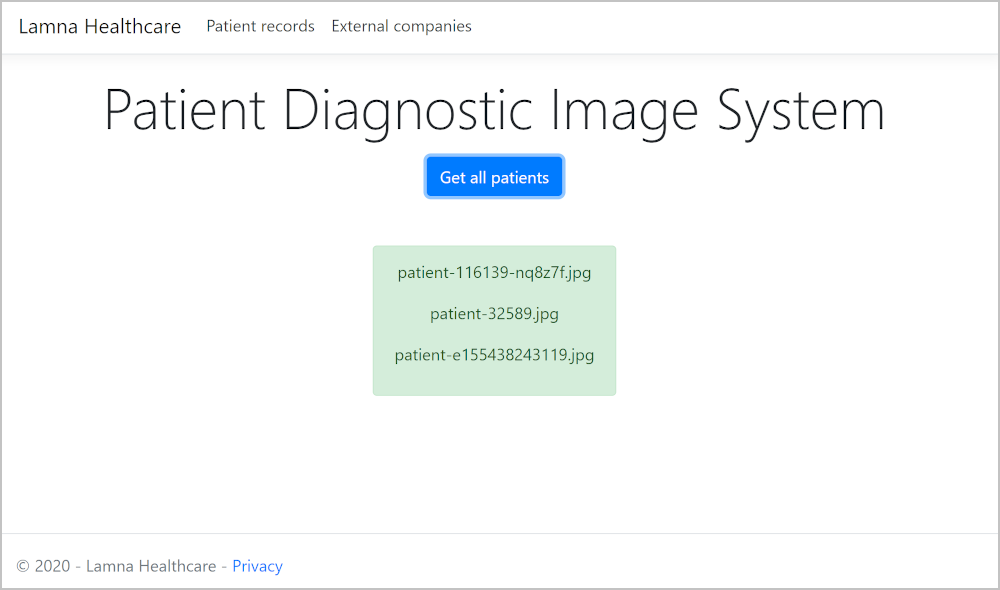 Lamna Healthcare Patient records External companies
Patient Diagnostic Image System
Get all patients
patient-116139-nq8z7f.jpg
patient-32589.jpg
patient-e155438243119.jpg
© 2020 - Lamna Healthcare - Privacy